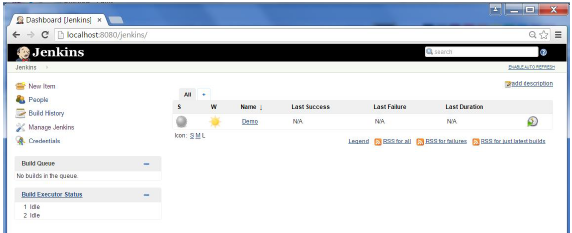 Dashboard [Jenkins]
localhost:8080/jenkins/
Jenkins
search
Jenkins
ENABLE AUTO REFRESH
add description
New Item
People
Build History
Manage Jenkins
Credentials
Build Queue
No builds in the queue.
Build Executor Status
1 Idle
2 Idle
All +
S W Name ↓ Last Success Last Failure Last Duration
Demo N/A N/A N/A
Icon: S M L
Legend RSS for all RSS for failures RSS for just latest builds